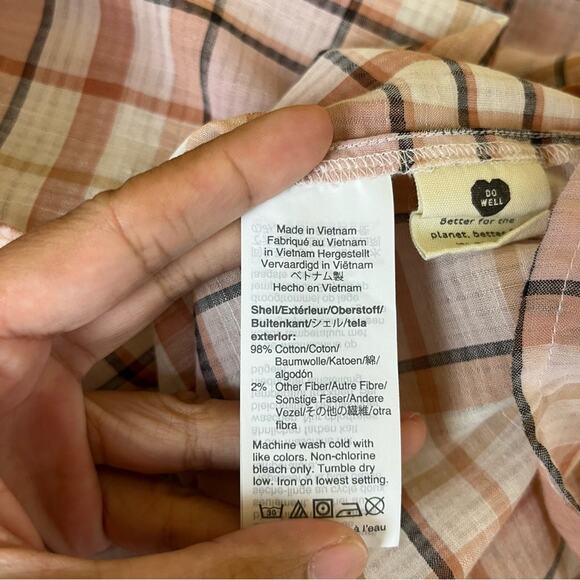 Made in Vietnam
Fabriqué au Vietnam
in Vietnam Hergestellt
Vervaardigd in Viëtnam
ベトナム製
Hecho en Vietnam
Shell/Extérieur/Oberstoff/
Buitenkant/シェル/tela
exterior:
98% Cotton/Coton/
Baumwolle/Katoen/綿/
algodón
2% Other Fiber/Autre Fibre/
Sonstige Faser/Andere
Vezel/その他の繊維/otra
fibra
Machine wash cold with
like colors. Non-chlorine
bleach only. Tumble dry
low. Iron on lowest setting.
30
à l'eau
DO
WELL
Better for the
planet, better